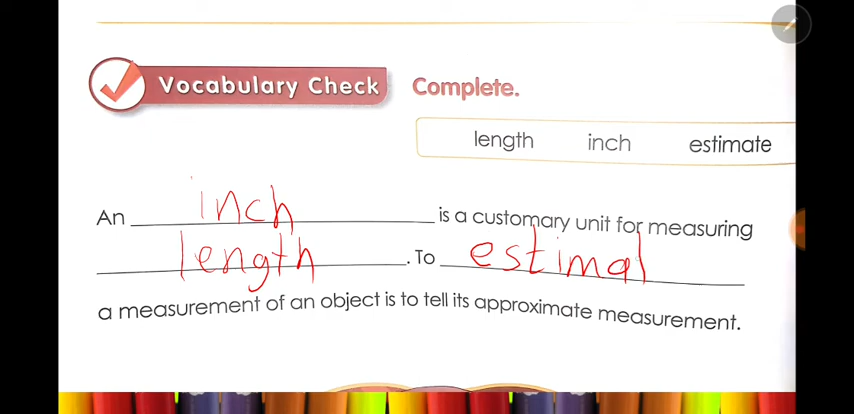 Vocabulary Check Complete.
length inch estimate
An inch is a customary unit for measuring
length . To estimal
a measurement of an object is to tell its approximate measurement.